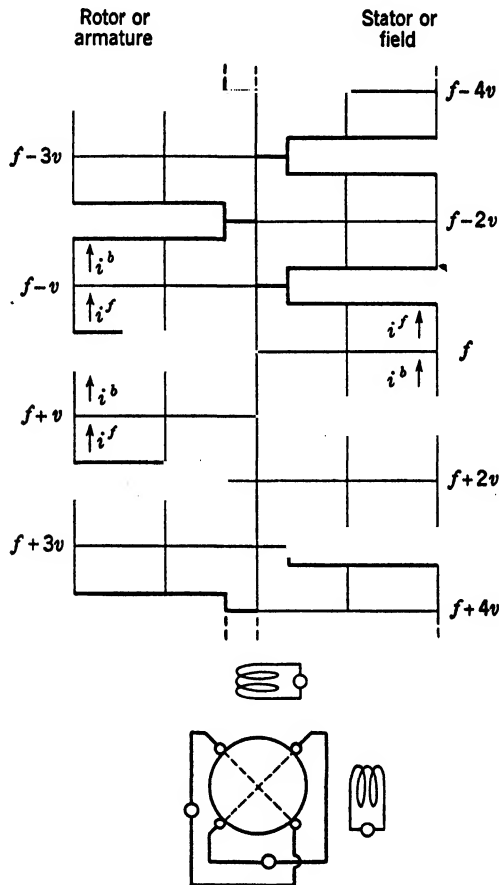 Rotor or
armature
Stator or
field
f-4v
f-3v
f-2v
i^b
f-v
i^f
i^f
f
i^b
i^b
f+v
i^f
f+2v
f+3v
f+4v